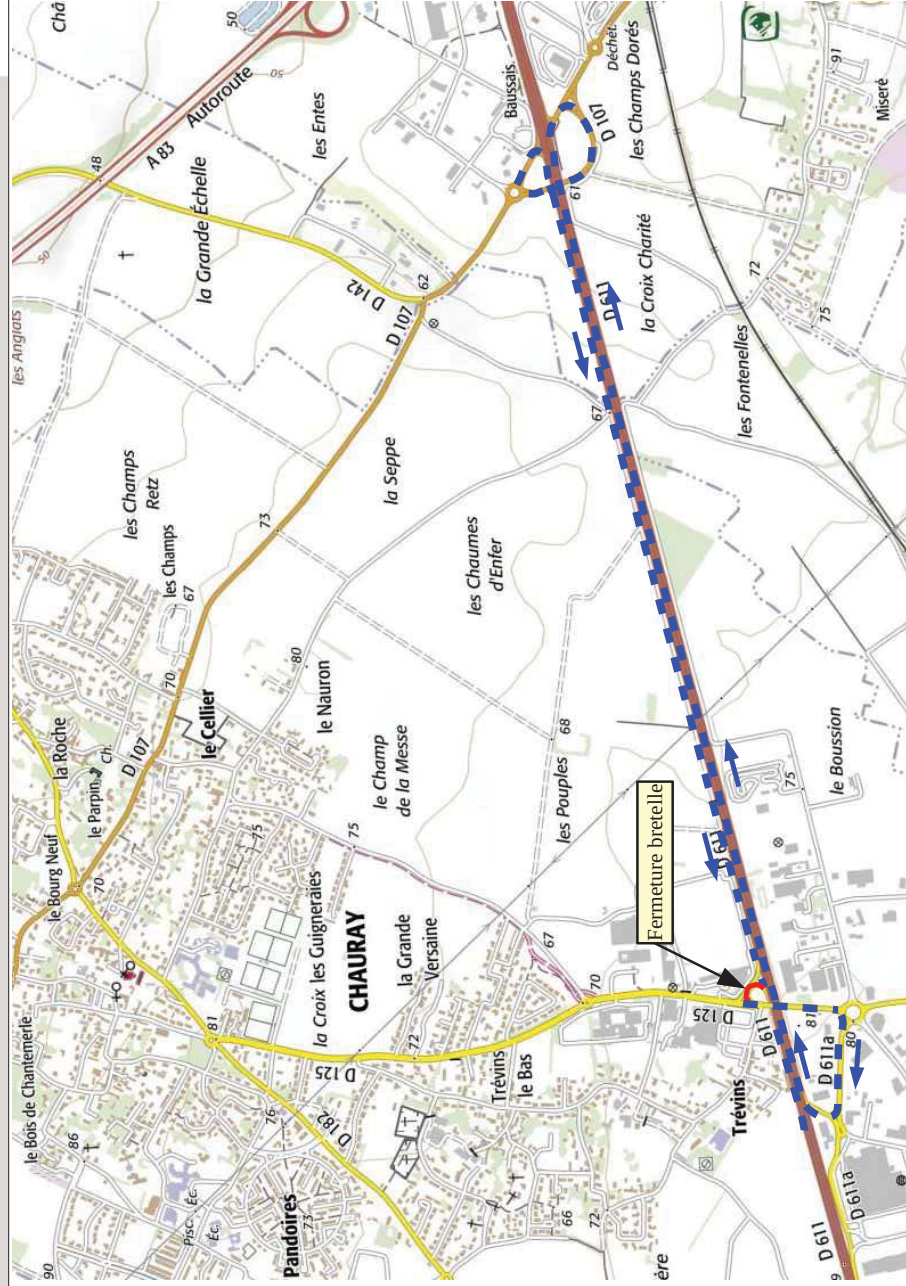 Châ
50
A 83
Autoroute
50
48
50
les Anglats
la Grande Échelle
les Entes
Baussais
Déchèt.
D 107
les Champs Dorés
91
Miseré
61
D 142
62
D 107
la Croix Charité
72
75
D 611
les Fontenelles
67
les Champs
Retz
les Champs
67
73
la Seppe
les Chaumes
d'Enfer
la Roche
le Parpin
Ch.
D 107
70
le Cellier
80
le Nauron
le Bourg Neuf
70
75
75
le Champ
de la Messe
68
les Pouples
75
le Boussion
D 611
Fermeture bretelle
la Croix les Guigneraies
CHAURAY
la Grande
Versaine
67
70
81
72
D 125
Trévins
le Bas
D 125
D 611
81
80
D 611a
Trévins
le Bois de Chantemerle
86
76
D 182
Pisc.
Éc.
Éc.
Pandoires
73
90
66
72
ère
D 611
D 611a
9